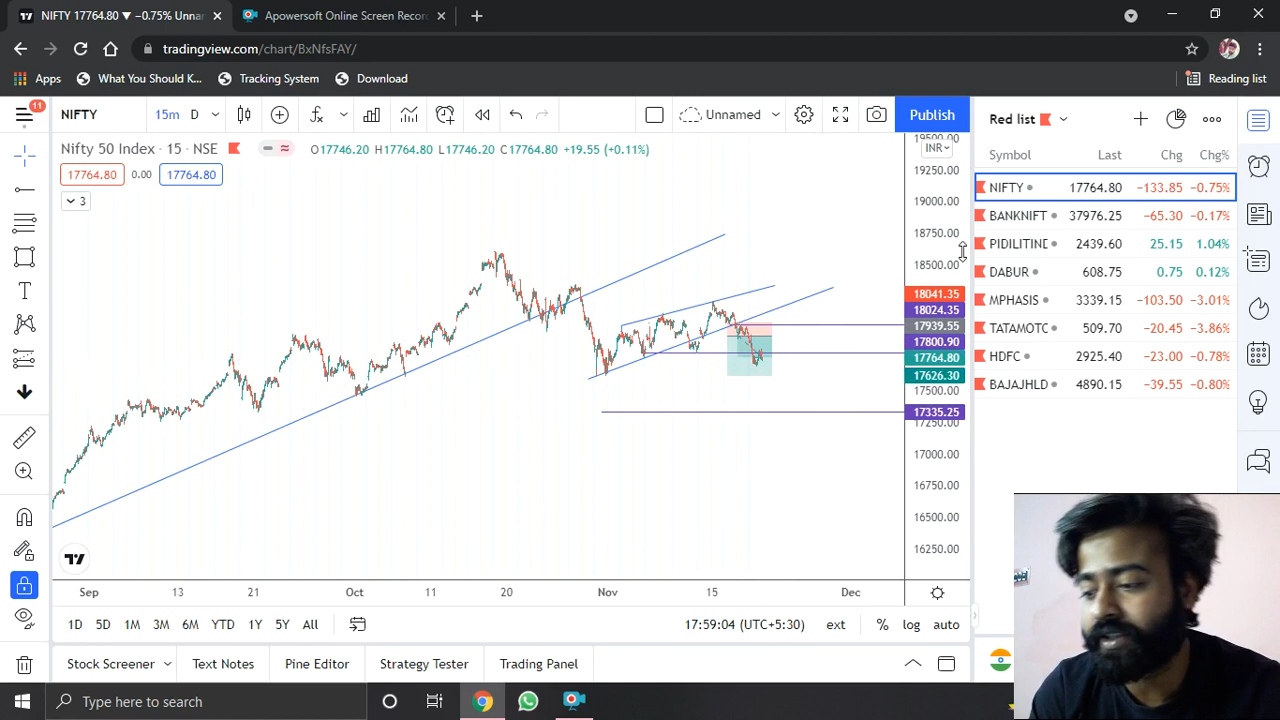 NIFTY 17764.80 ▼ −0.75% Unna
Apowersoft Online Screen Record
tradingview.com/chart/BxNfsFAY/
Apps What You Should K... Tracking System Download Reading list
11
NIFTY 15m D Unnamed Publish
Red list
Nifty 50 Index · 15 · NSE O17746.20 H17764.80 L17746.20 C17764.80 +19.55 (+0.11%)
17764.80 0.00 17764.80
3
INR
19500.00
19250.00
19000.00
18750.00
18500.00
18041.35
18024.35
17939.55
17800.90
17764.80
17626.30
17500.00
17335.25
17250.00
17000.00
16750.00
16500.00
16250.00
Symbol Last Chg Chg%
NIFTY 17764.80 −133.85 −0.75%
BANKNIFT 37976.25 −65.30 −0.17%
PIDILITINE 2439.60 25.15 1.04%
DABUR 608.75 0.75 0.12%
MPHASIS 3339.15 −103.50 −3.01%
TATAMOTC 509.70 −20.45 −3.86%
HDFC 2925.40 −23.00 −0.78%
BAJAJHLD 4890.15 −39.55 −0.80%
Sep 13 21 Oct 11 20 Nov 15 Dec
1D 5D 1M 3M 6M YTD 1Y 5Y All 17:59:04 (UTC+5:30) ext % log auto
Stock Screener Text Notes Pine Editor Strategy Tester Trading Panel
Type here to search